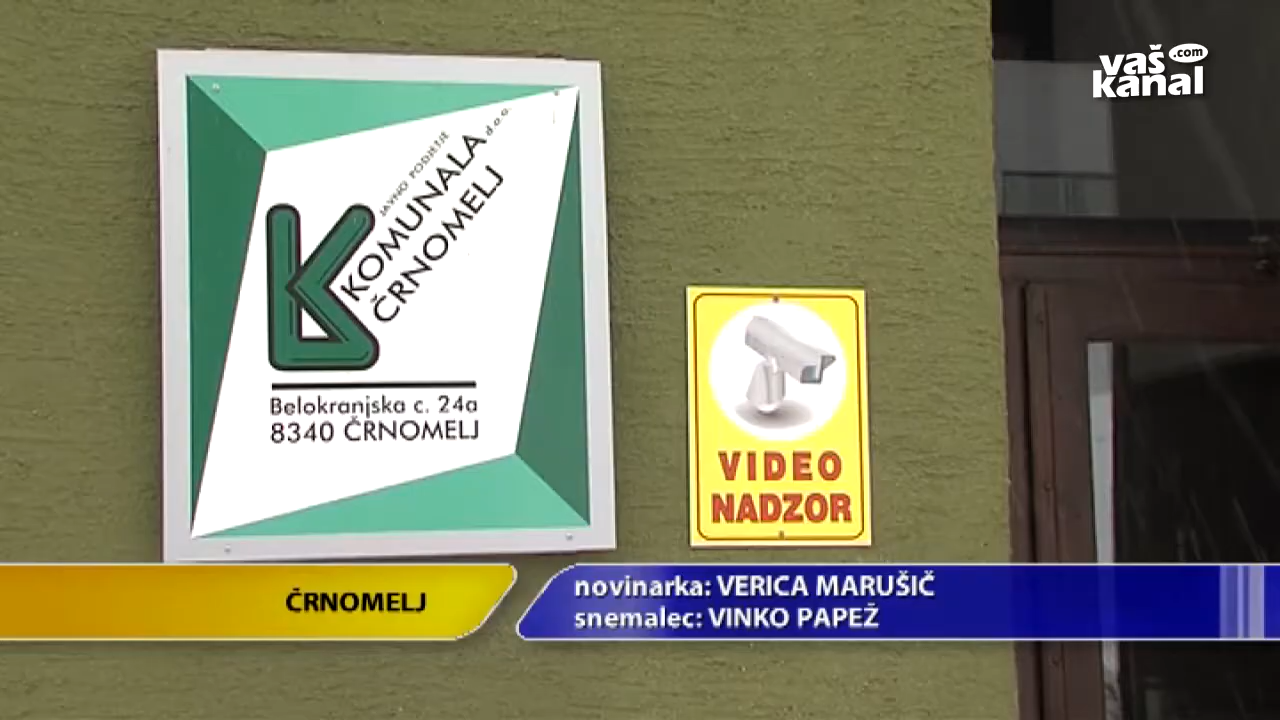 vaš .com
kanal
JAVNO PODJETJE
KOMUNALA d.o.o.
ČRNOMELJ
Belokranjska c. 24a
8340 ČRNOMELJ
VIDEO
NADZOR
ČRNOMELJ
novinarka: VERICA MARUŠIČ
snemalec: VINKO PAPEŽ